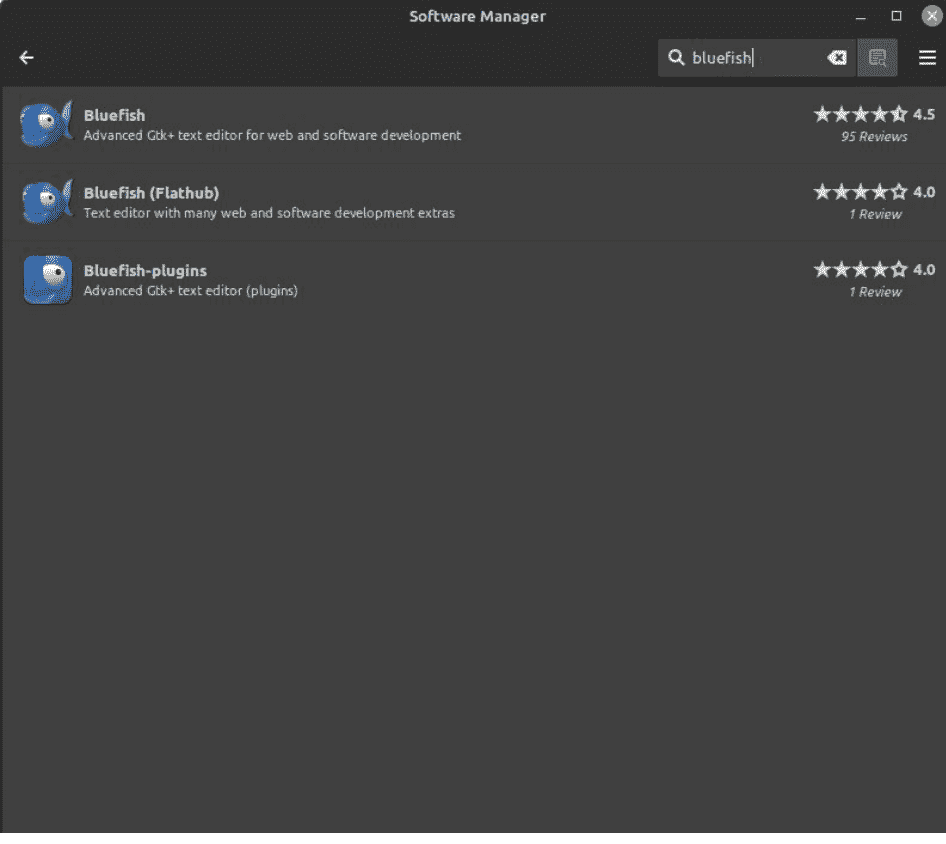 Software Manager
bluefish
Bluefish
Advanced Gtk+ text editor for web and software development
4.5
95 Reviews
Bluefish (Flathub)
Text editor with many web and software development extras
4.0
1 Review
Bluefish-plugins
Advanced Gtk+ text editor (plugins)
4.0
1 Review